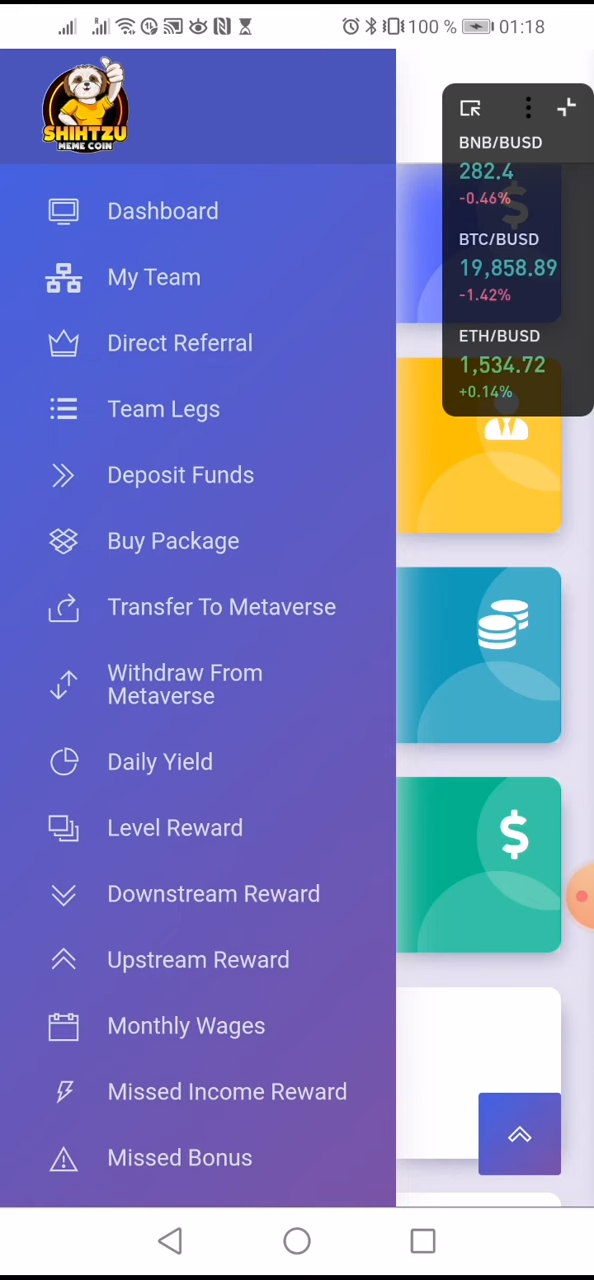 100 % 01:18
SHIHTZU
MEME COIN
Dashboard
My Team
Direct Referral
Team Legs
Deposit Funds
Buy Package
Transfer To Metaverse
Withdraw From
Metaverse
Daily Yield
Level Reward
Downstream Reward
Upstream Reward
Monthly Wages
Missed Income Reward
Missed Bonus
BNB/BUSD
282.4
-0.46%
BTC/BUSD
19,858.89
-1.42%
ETH/BUSD
1,534.72
+0.14%
$
$